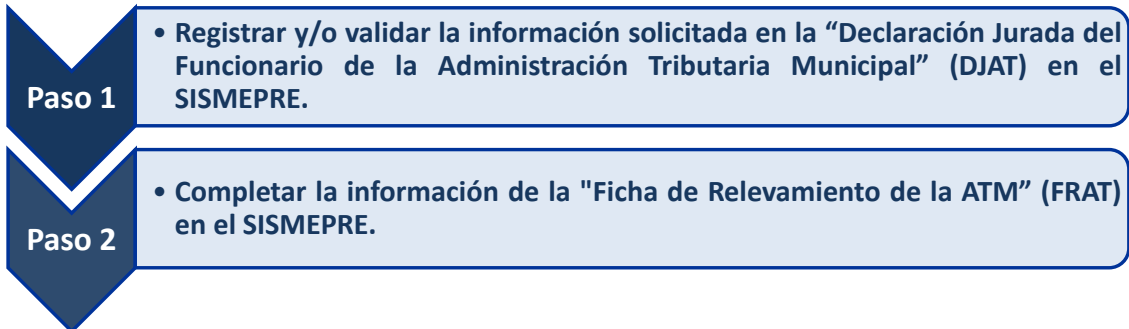 Paso 1
• Registrar y/o validar la información solicitada en la “Declaración Jurada del
Funcionario de la Administración Tributaria Municipal” (DJAT) en el
SISMEPRE.
Paso 2
• Completar la información de la "Ficha de Relevamiento de la ATM” (FRAT)
en el SISMEPRE.